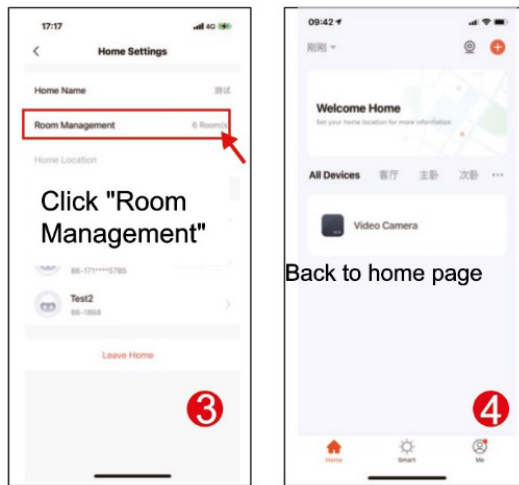 17:17
4G
Home Settings
Home Name 测试
Room Management 6 Room(s)
Home Location
Click "Room
Management"
86-171****5785
Test2
86-1868
Leave Home
3
09:42
刚刚
Welcome Home
Set your home location for more information
All Devices 客厅 主卧 次卧 ...
Video Camera
Back to home page
Home Smart Me
4